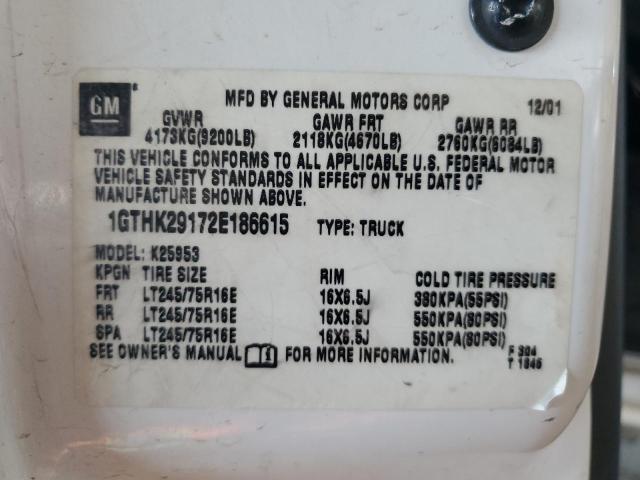 GM
MFD BY GENERAL MOTORS CORP 12/01
GVWR GAWR FRT GAWR RR
4173KG(9200LB) 2118KG(4670LB) 2760KG(6084LB)
THIS VEHICLE CONFORMS TO ALL APPLICABLE U.S. FEDERAL MOTOR
VEHICLE SAFETY STANDARDS IN EFFECT ON THE DATE OF
MANUFACTURE SHOWN ABOVE.
1GTHK29172E186615 TYPE: TRUCK
MODEL: K25953
KPGN TIRE SIZE RIM COLD TIRE PRESSURE
FRT LT245/75R16E 16X6.5J 380KPA(55PSI)
RR LT245/75R16E 16X6.5J 550KPA(80PSI)
SPA LT245/75R16E 16X6.5J 550KPA(80PSI)
SEE OWNER'S MANUAL FOR MORE INFORMATION.
F 304
T 1845